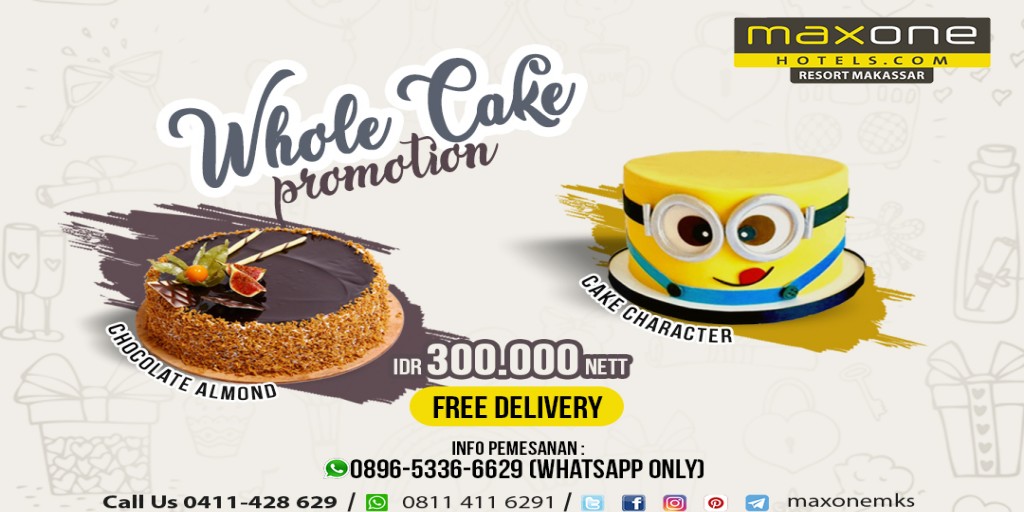 maxone
HOTELS.COM
RESORT MAKASSAR
Whole Cake
promotion
CHOCOLATE ALMOND
CAKE CHARACTER
IDR 300.000 NETT
FREE DELIVERY
INFO PEMESANAN :
0896-5336-6629 (WHATSAPP ONLY)
Call Us 0411-428 629 / 0811 411 6291 / maxonemks